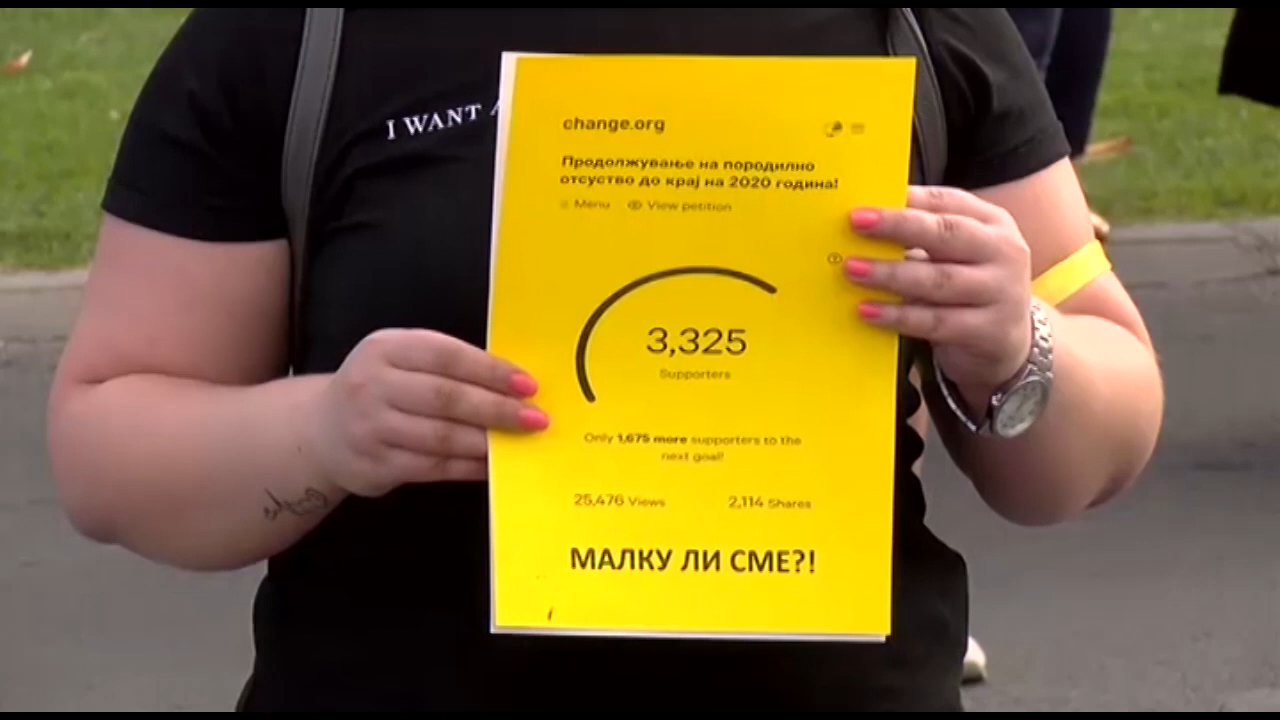 I WANT
change.org
Продолжување на породилно
отсуство до крај на 2020 година!
Menu View petition
3,325
Supporters
Only 1,675 more supporters to the
next goal!
25,476 Views 2,114 Shares
МАЛКУ ЛИ СМЕ?!